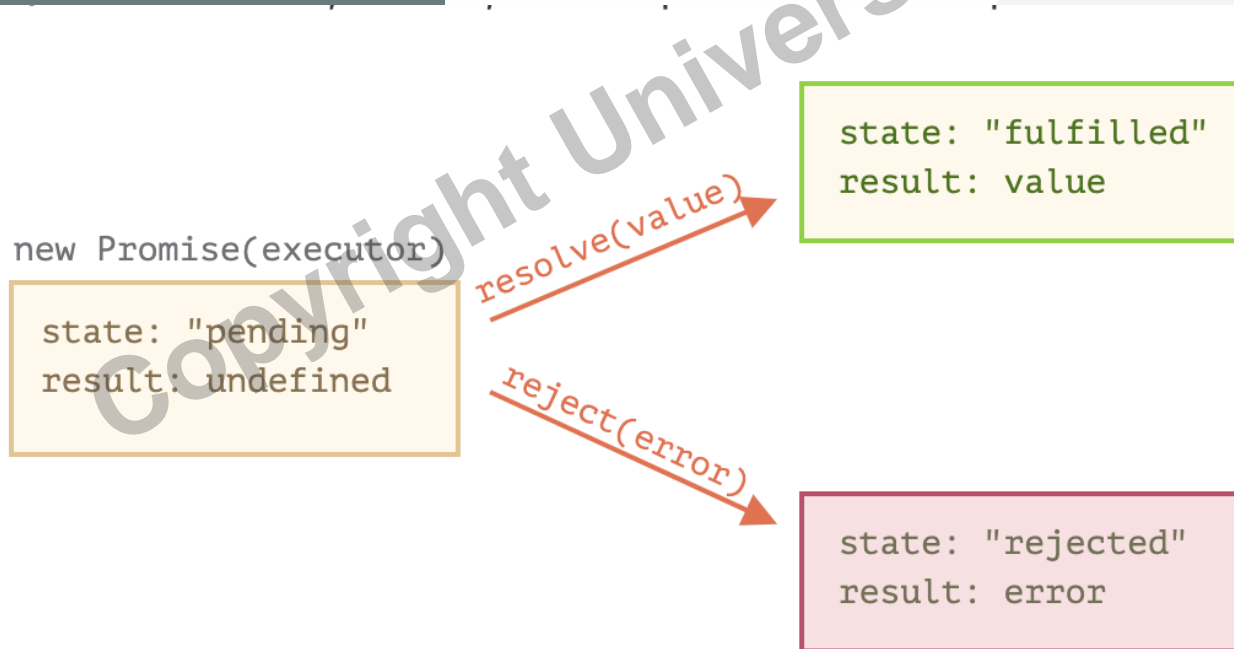 new Promise(executor)
state: "pending"
result: undefined
resolve(value)
reject(error)
state: "fulfilled"
result: value
state: "rejected"
result: error
Copyright